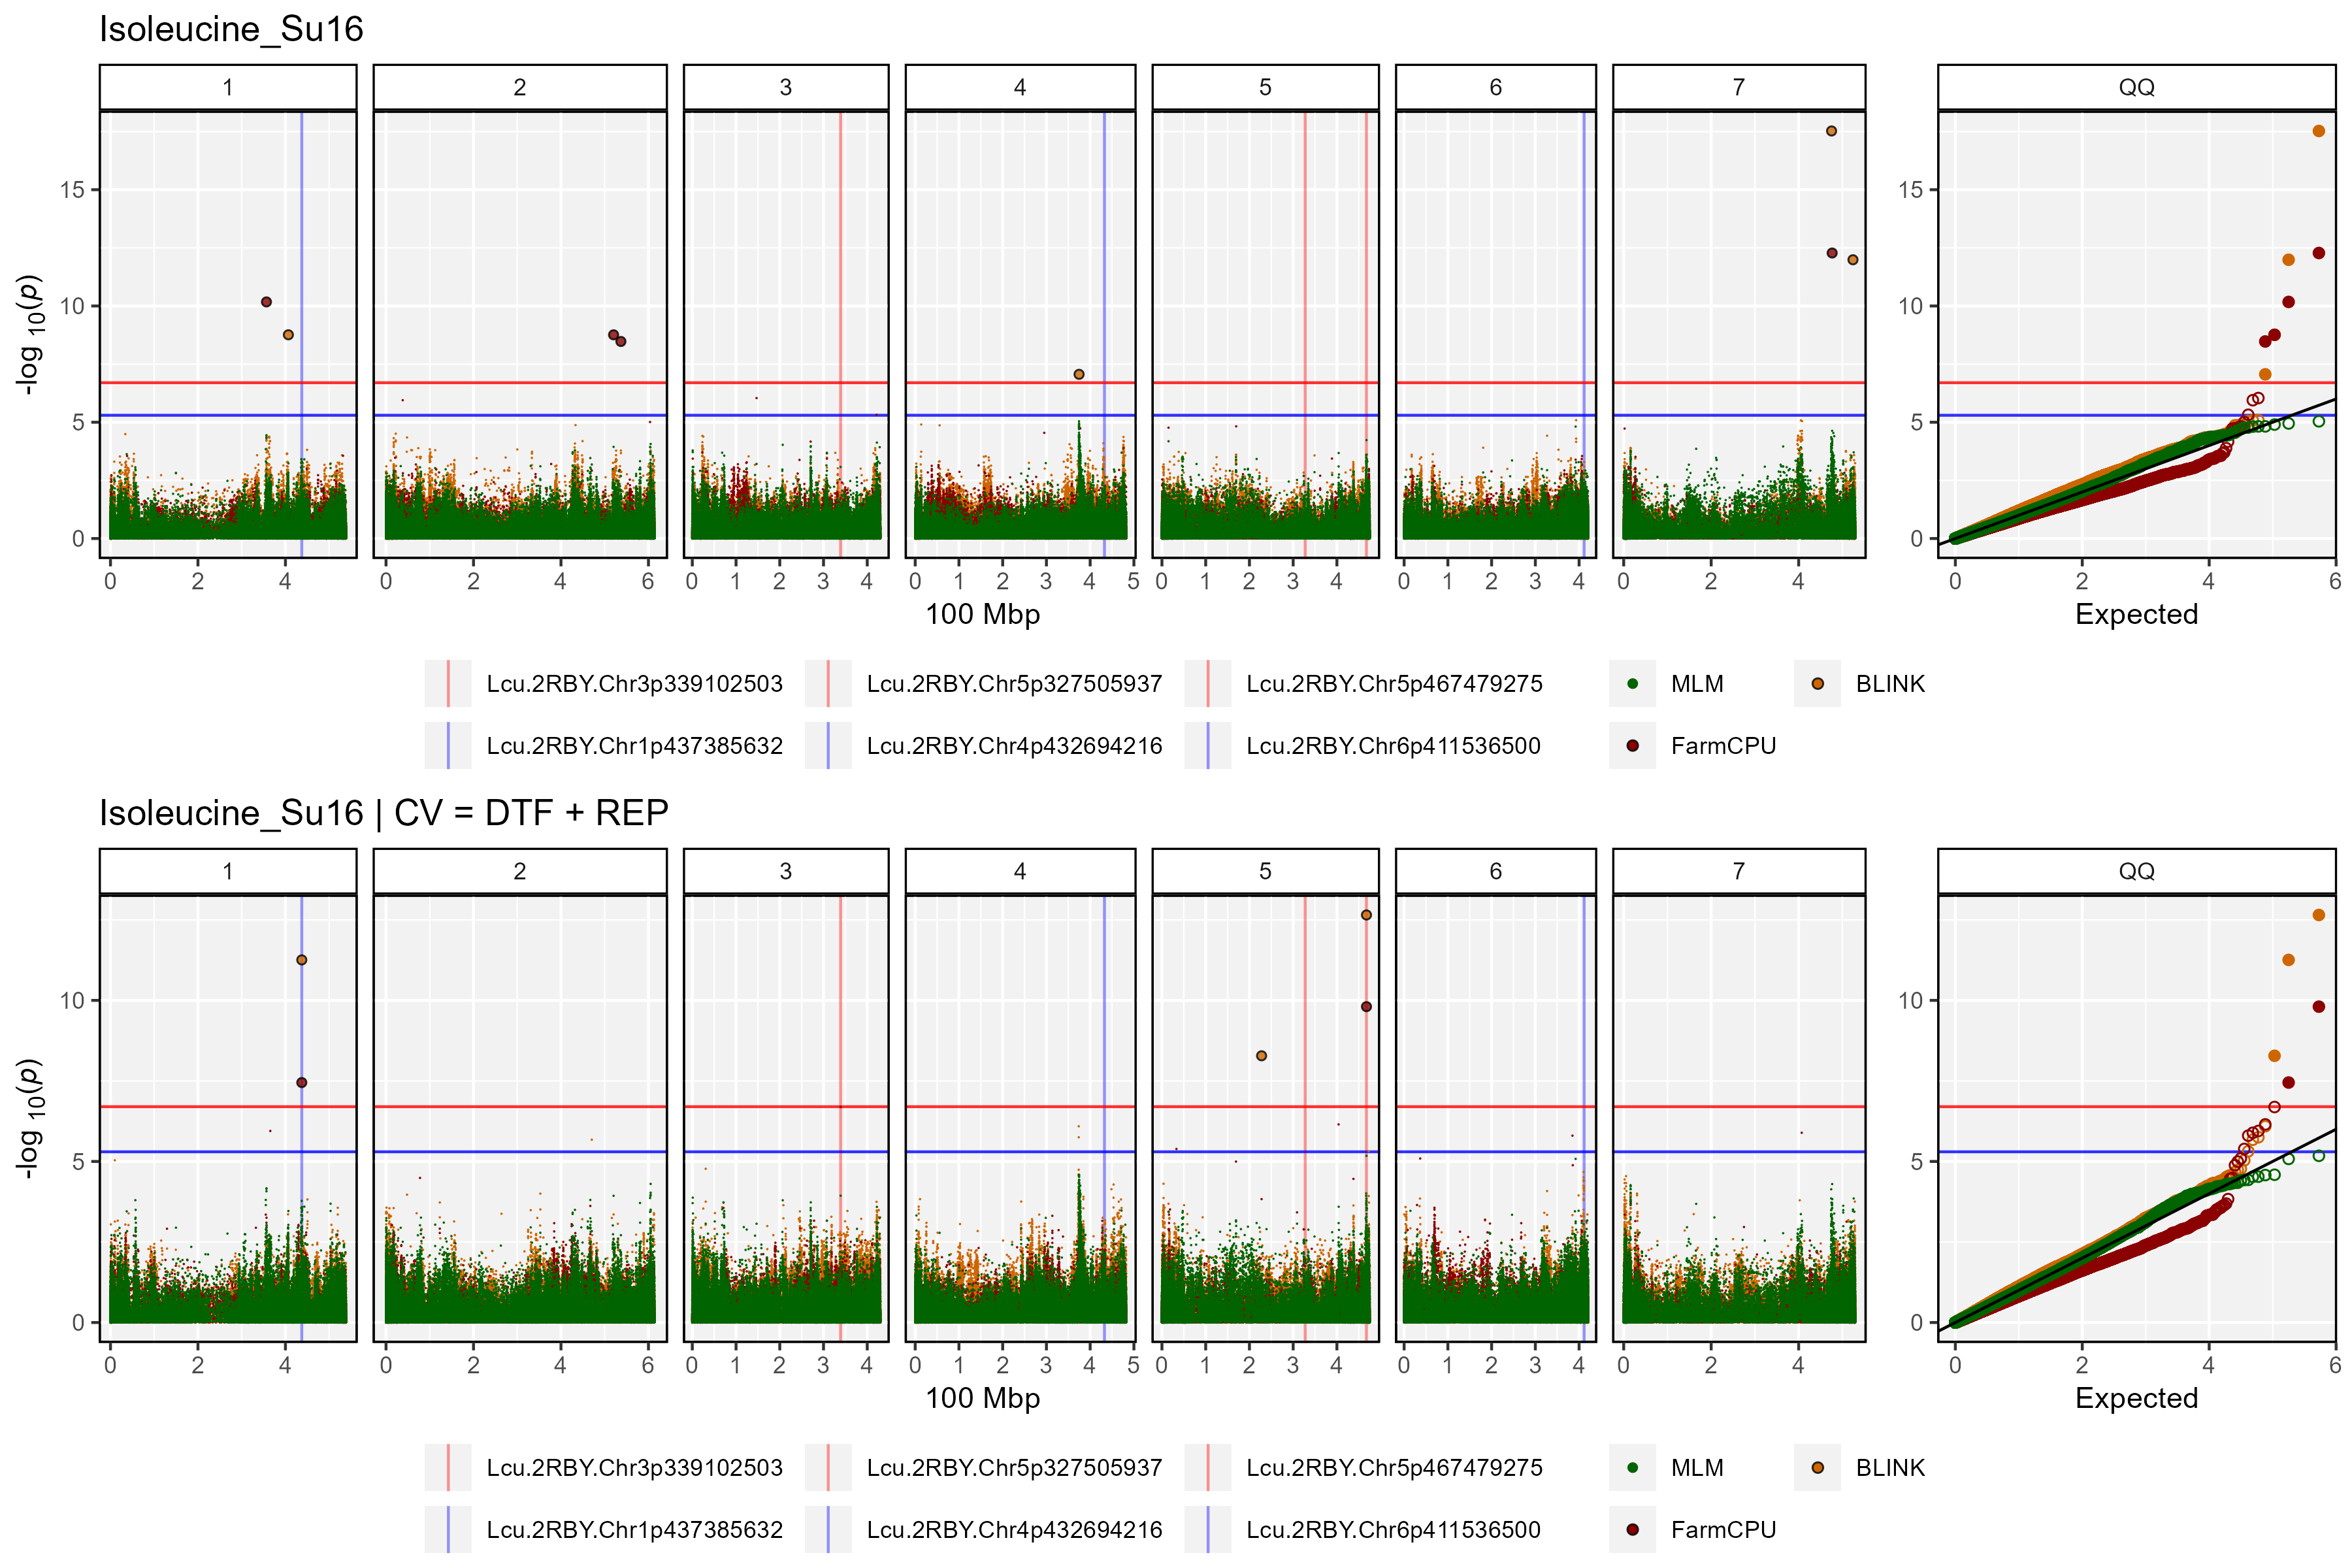 Isoleucine_Su16
1 2 3 4 5 6 7 QQ
15 15
10 10
5 5
0 0
-log 10(p)
0 2 4 0 2 4 6 0 1 2 3 4 0 1 2 3 4 5 0 1 2 3 4 0 1 2 3 4 0 2 4 0 2 4 6
100 Mbp Expected
Lcu.2RBY.Chr3p339102503 Lcu.2RBY.Chr5p327505937 Lcu.2RBY.Chr5p467479275 MLM BLINK
Lcu.2RBY.Chr1p437385632 Lcu.2RBY.Chr4p432694216 Lcu.2RBY.Chr6p411536500 FarmCPU
Isoleucine_Su16 | CV = DTF + REP
1 2 3 4 5 6 7 QQ
10 10
5 5
0 0
-log 10(p)
0 2 4 0 2 4 6 0 1 2 3 4 0 1 2 3 4 5 0 1 2 3 4 0 1 2 3 4 0 2 4 0 2 4 6
100 Mbp Expected
Lcu.2RBY.Chr3p339102503 Lcu.2RBY.Chr5p327505937 Lcu.2RBY.Chr5p467479275 MLM BLINK
Lcu.2RBY.Chr1p437385632 Lcu.2RBY.Chr4p432694216 Lcu.2RBY.Chr6p411536500 FarmCPU